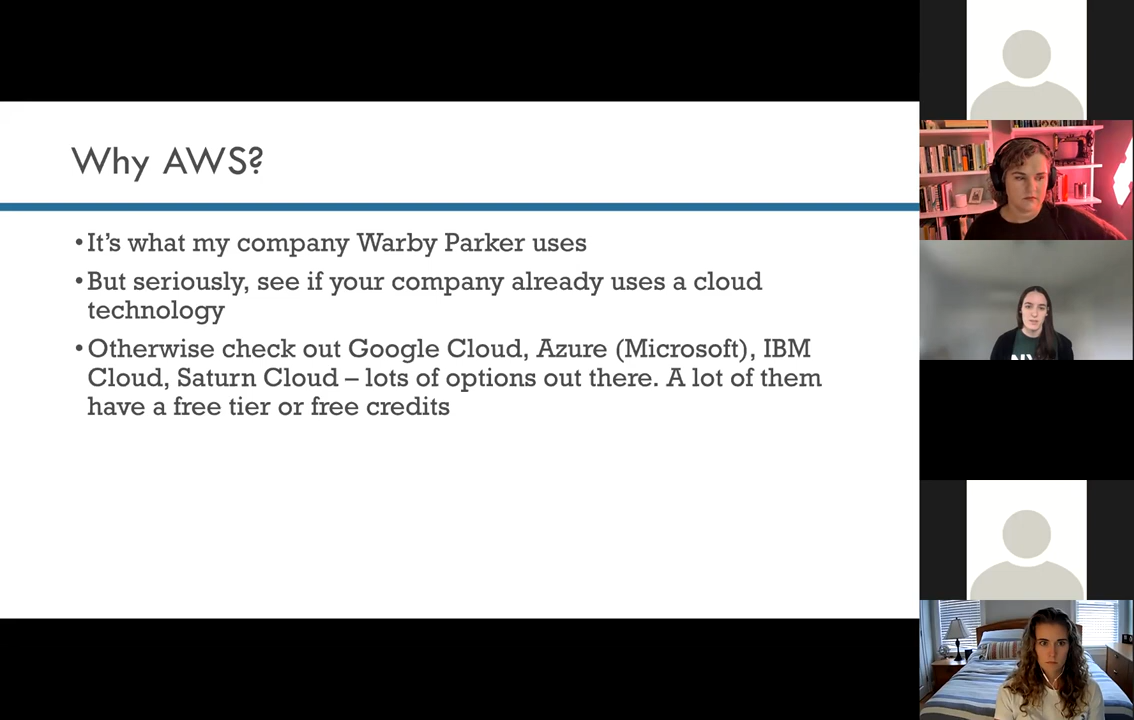 Why AWS?
•It’s what my company Warby Parker uses
•But seriously, see if your company already uses a cloud
technology
•Otherwise check out Google Cloud, Azure (Microsoft), IBM
Cloud, Saturn Cloud – lots of options out there. A lot of them
have a free tier or free credits